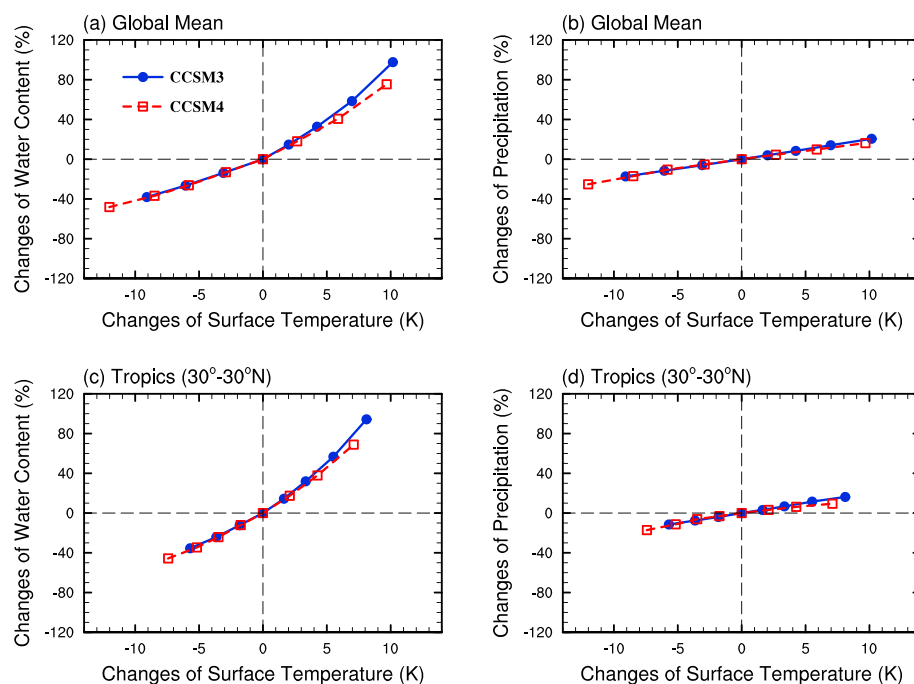 (a) Global Mean
Changes of Water Content (%)
120
80
40
0
-40
-80
-120
CCSM3
CCSM4
-10 -5 0 5 10
Changes of Surface Temperature (K)
(b) Global Mean
Changes of Precipitation (%)
120
80
40
0
-40
-80
-120
-10 -5 0 5 10
Changes of Surface Temperature (K)
(c) Tropics (30°-30°N)
Changes of Water Content (%)
120
80
40
0
-40
-80
-120
-10 -5 0 5 10
Changes of Surface Temperature (K)
(d) Tropics (30°-30°N)
Changes of Precipitation (%)
120
80
40
0
-40
-80
-120
-10 -5 0 5 10
Changes of Surface Temperature (K)